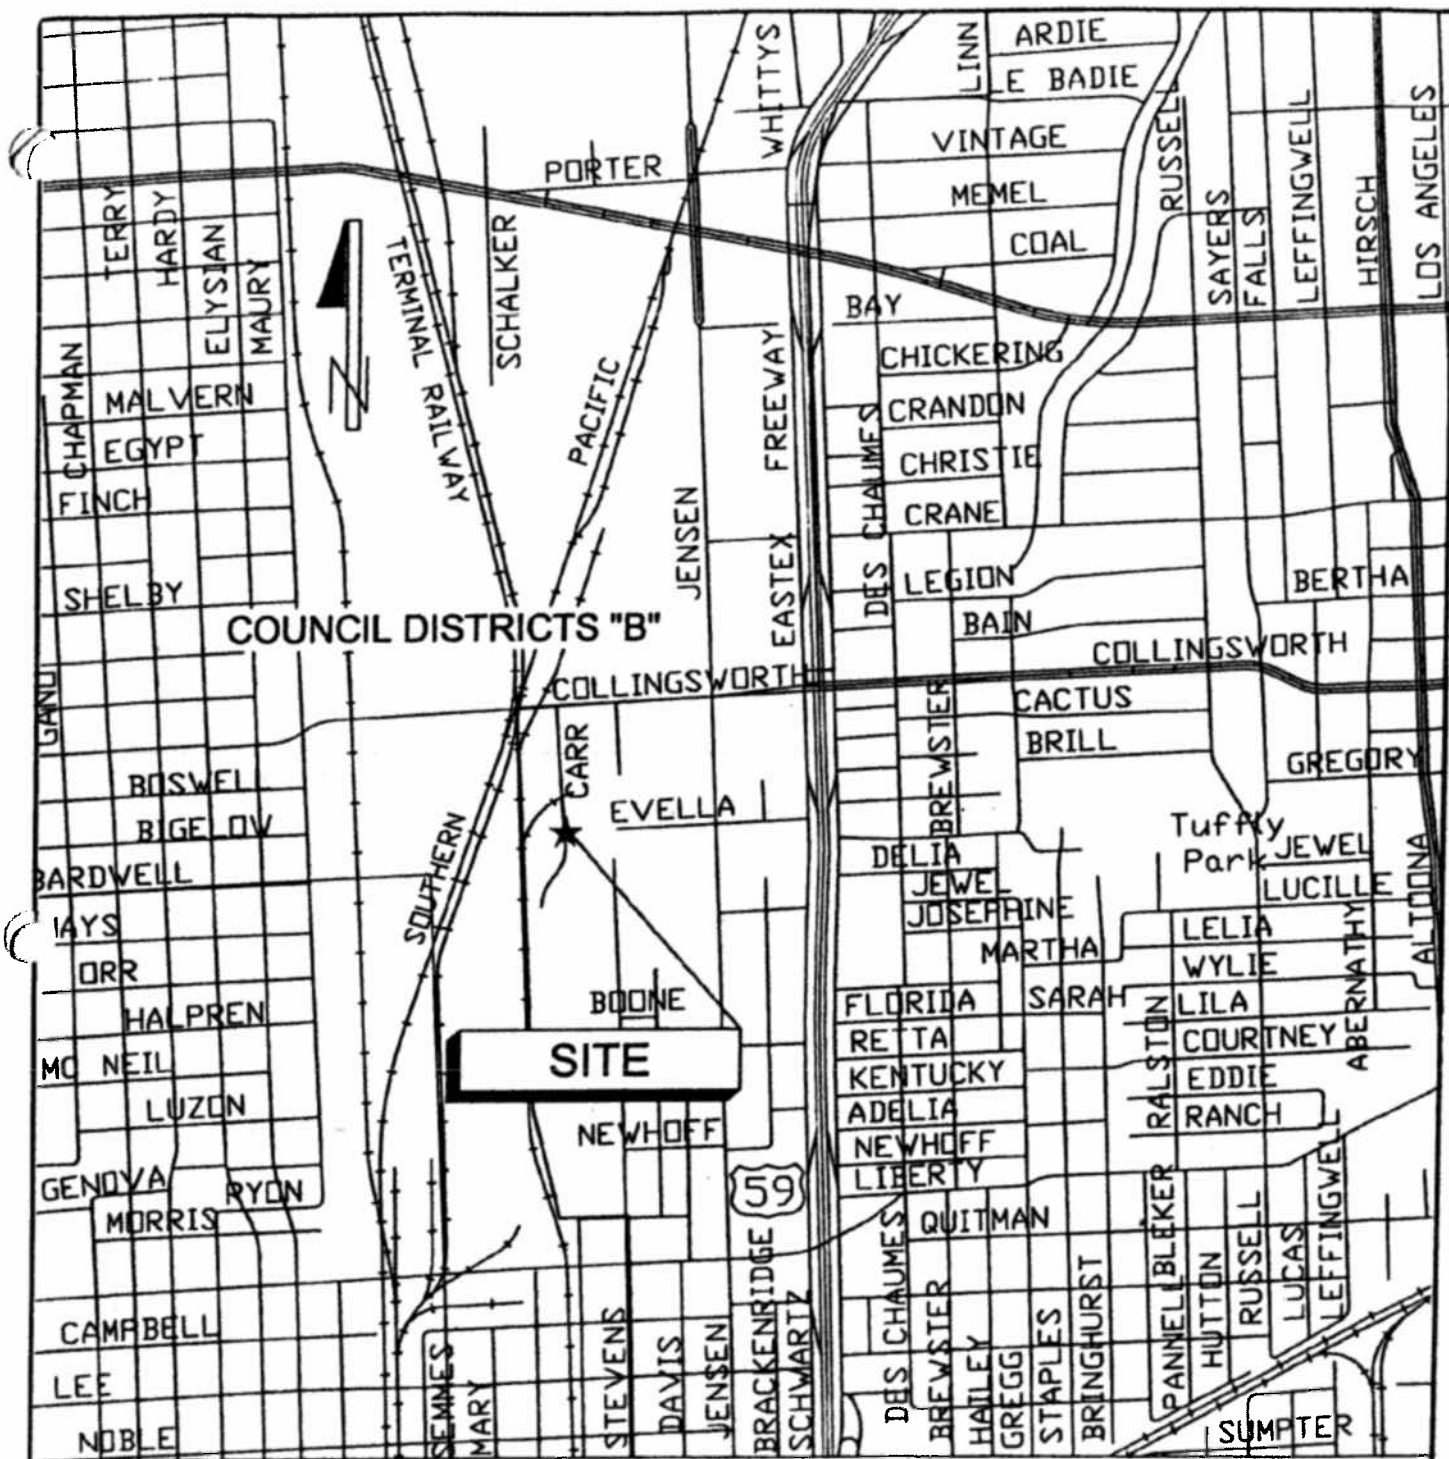 WHITTYS
LINN
ARDIE
LE BADIE
VINTAGE
RUSSELL
LEFFINGWELL
LOS ANGELES
PORTER
MEMEL
COAL
SAYERS
FALLS
HIRSCH
TERRY
HARDY
ELYSIAN
MAURY
TERMINAL RAILWAY
SCHALKER
N
BAY
CHICKERING
CHAPMAN
MALVERN
EGYPT
FINCH
PACIFIC
EASTEX FREEWAY
CRANDON
DES CHAUMES
CHRISTIE
CRANE
JENSEN
LEGION
BERTHA
SHELBY
COUNCIL DISTRICTS "B"
BAIN
COLLINGSWORTH
COLLINGSWORTH
GANO
CARR
BREWSTER
CACTUS
BRILL
GREGORY
BOSWELL
BIGELOW
EVELLA
Tuffly
Park
BARDWELL
SOUTHERN
DELIA
JEWEL
JEWEL
LUCILLE
JOSEPHINE
ALTOONA
ABERNATHY
AYS
ORR
MARTHA
LELIA
WYLIE
HALPREN
BOONE
FLORIDA
SARAH
LILA
RALSTON
MC NEIL
SITE
RETTA
COURTNEY
KENTUCKY
EDDIE
LUZON
ADELIA
RANCH
NEWHOFF
NEWHOFF
LIBERTY
GENOVA
RYON
59
MORRIS
QUITMAN
LEFFINGWELL
BLEKER
PANNELL
HUTTON
RUSSELL
LUCAS
CAMPBELL
LEE
NOBLE
SEMMES
MARY
STEVENS
DAVIS
JENSEN
BRACKENRIDGE
SCHWARTZ
DES CHAUMES
BREWSTER
HAILEY
GREGG
STAPLES
BRINGHURST
SUMPTER